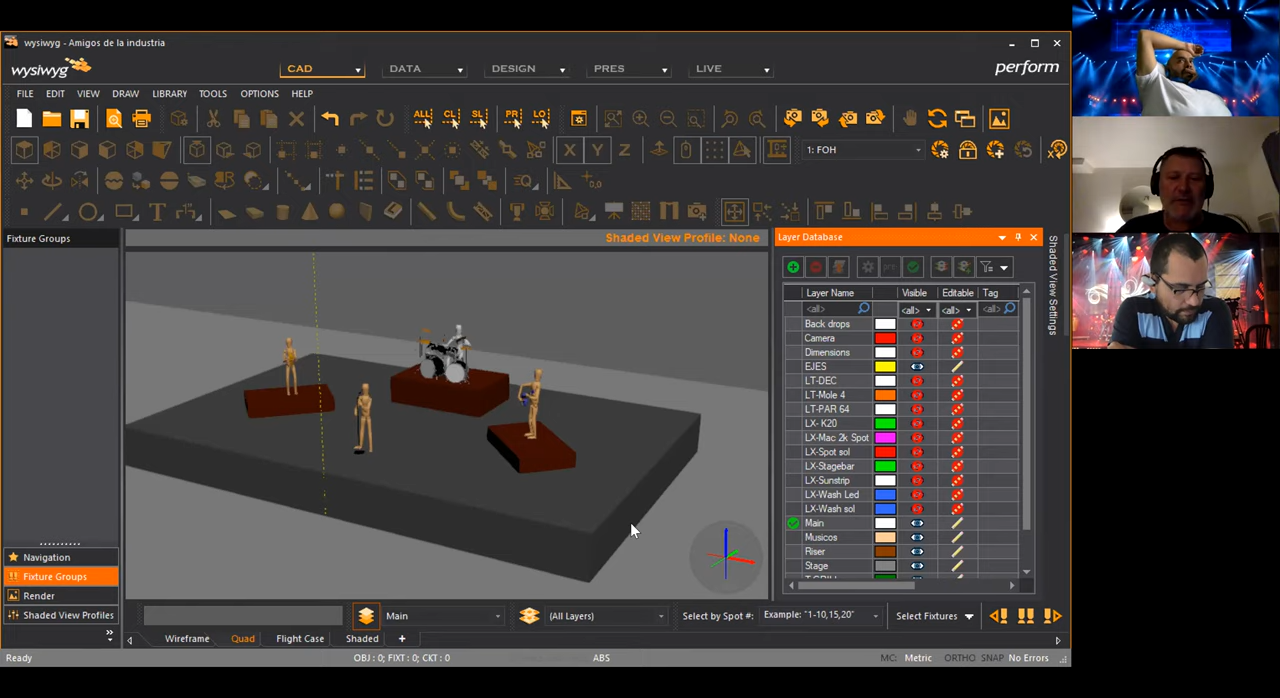 wysiwyg - Amigos de la industria
wysiwyg
CAD
DATA
DESIGN
PRES
LIVE
perform
FILE EDIT VIEW DRAW LIBRARY TOOLS OPTIONS HELP
ALL CL SL PR LO
X Y Z
1: FOH
Fixture Groups
Shaded View Profile: None
Layer Database
Shaded View Settings
Layer Name Visible Editable Tag
<all> <all> <all> <all>
Back drops
Camera
Dimensions
EJES
LT-DEC
LT-Mole 4
LT-PAR 64
LX- K20
LX-Mac 2k Spot
LX-Spot sol
LX-Stagebar
LX-Sunstrip
LX-Wash Led
LX-Wash sol
Main
Musicos
Riser
Stage
Navigation
Fixture Groups
Render
Shaded View Profiles
Main
(All Layers)
Select by Spot #:
Example: "1-10,15,20"
Select Fixtures
Wireframe Quad Flight Case Shaded +
Ready
OBJ : 0; FIXT : 0; CKT : 0
ABS
MC: Metric ORTHO SNAP No Errors